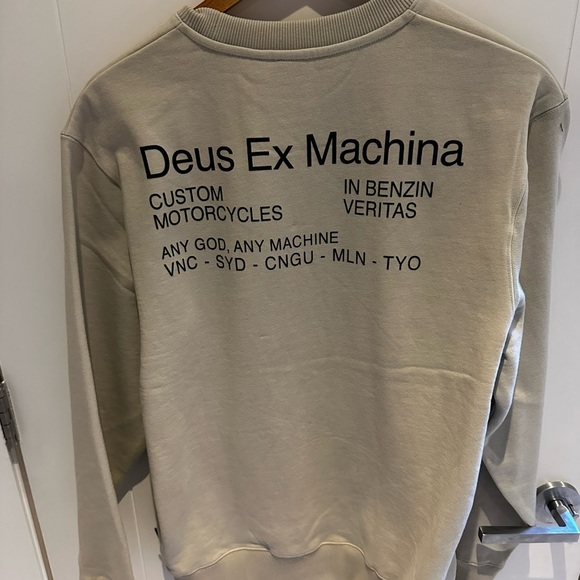 Deus Ex Machina
CUSTOM
MOTORCYCLES
IN BENZIN
VERITAS
ANY GOD, ANY MACHINE
VNC - SYD - CNGU - MLN - TYO